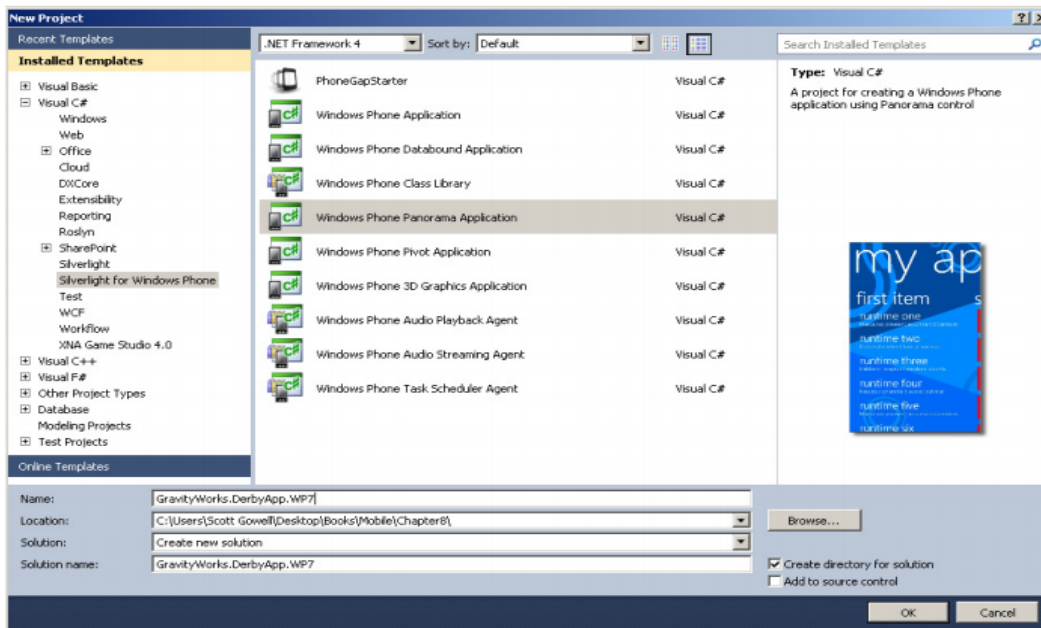 New Project
Recent Templates
Installed Templates
Visual Basic
Visual C#
Windows
Web
Office
Cloud
DXCore
Extensibility
Reporting
Roslyn
SharePoint
Silverlight
Silverlight for Windows Phone
Test
WCF
Workflow
XNA Game Studio 4.0
Visual C++
Visual F#
Other Project Types
Database
Modeling Projects
Test Projects
Online Templates
.NET Framework 4 Sort by: Default
PhoneGapStarter Visual C#
Windows Phone Application Visual C#
Windows Phone Databound Application Visual C#
Windows Phone Class Library Visual C#
Windows Phone Panorama Application Visual C#
Windows Phone Pivot Application Visual C#
Windows Phone 3D Graphics Application Visual C#
Windows Phone Audio Playback Agent Visual C#
Windows Phone Audio Streaming Agent Visual C#
Windows Phone Task Scheduler Agent Visual C#
Search Installed Templates
Type: Visual C#
A project for creating a Windows Phone
application using Panorama control
my ap
first item s
runtime one
runtime two
runtime three
runtime four
runtime five
runtime six
Name: GravityWorks.DerbyApp.WP7
Location: C:\Users\Scott Gowell\Desktop\Books\Mobile\Chapter8\
Browse...
Solution: Create new solution
Solution name: GravityWorks.DerbyApp.WP7
Create directory for solution
Add to source control
OK Cancel